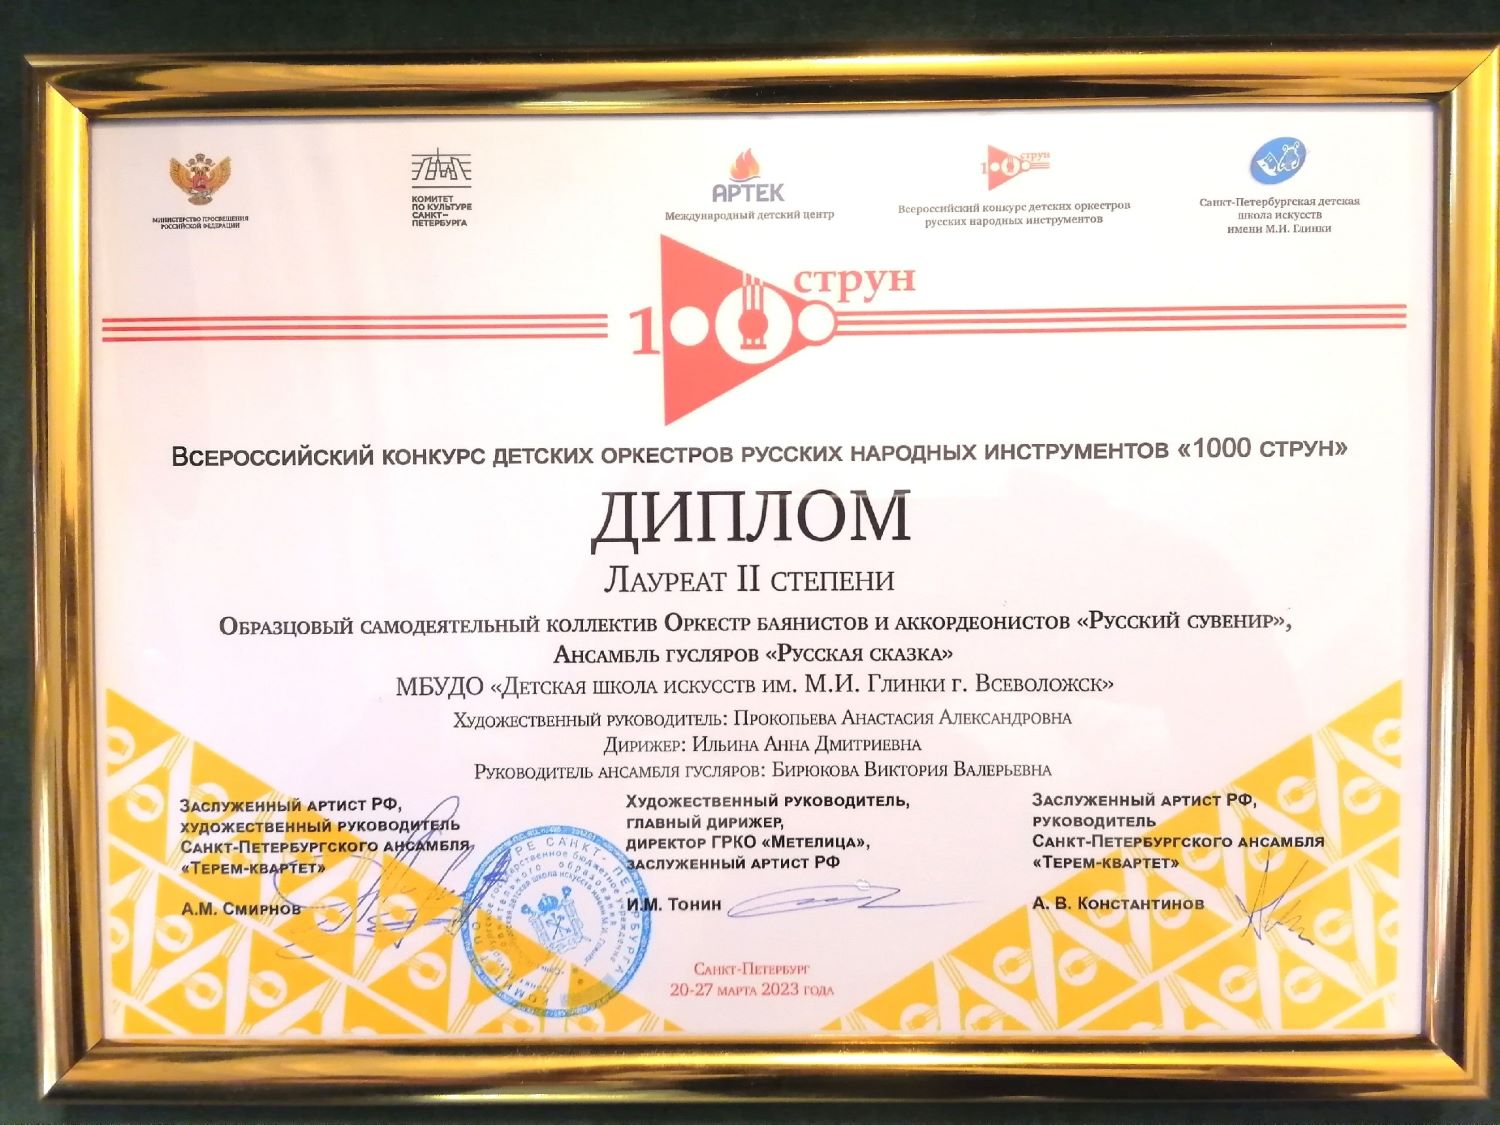 МИНИСТЕРСТВО ПРОСВЕЩЕНИЯ
РОССИЙСКОЙ ФЕДЕРАЦИИ
КОМИТЕТ
ПО КУЛЬТУРЕ
САНКТ–
ПЕТЕРБУРГА
АРТЕК
Международный детский центр
100 струн
Всероссийский конкурс детских оркестров
русских народных инструментов
Санкт-Петербургская детская
школа искусств
имени М.И. Глинки
1000 струн
Всероссийский конкурс детских оркестров русских народных инструментов «1000 струн»
ДИПЛОМ
Лауреат II степени
Образцовый самодеятельный коллектив Оркестр баянистов и аккордеонистов «Русский сувенир»,
Ансамбль гусляров «Русская сказка»
МБУДО «Детская школа искусств им. М.И. Глинки г. Всеволожск»
Художественный руководитель: Прокопьева Анастасия Александровна
Дирижер: Ильина Анна Дмитриевна
Руководитель ансамбля гусляров: Бирюкова Виктория Валерьевна
Заслуженный артист РФ,
художественный руководитель
Санкт-Петербургского ансамбля
«Терем-квартет»
А.М. Смирнов
Художественный руководитель,
главный дирижер,
директор ГРКО «Метелица»,
заслуженный артист РФ
И.М. Тонин
Заслуженный артист РФ,
руководитель
Санкт-Петербургского ансамбля
«Терем-квартет»
А. В. Константинов
Санкт-Петербург
20-27 марта 2023 года